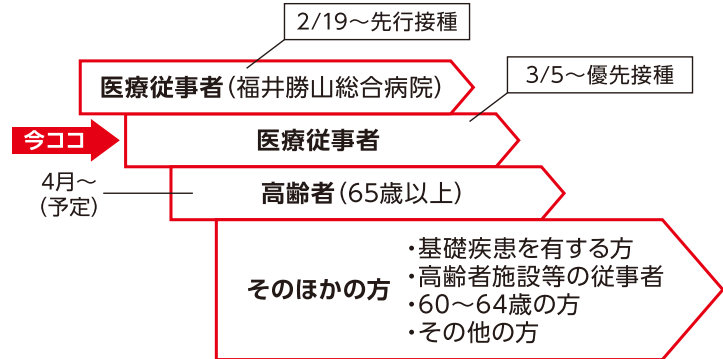 2/19~先行接種
医療従事者(福井勝山総合病院)
3/5~優先接種
今ココ
医療従事者
4月~
(予定)
高齢者(65歳以上)
そのほかの方
・基礎疾患を有する方
・高齢者施設等の従事者
・60~64歳の方
・その他の方